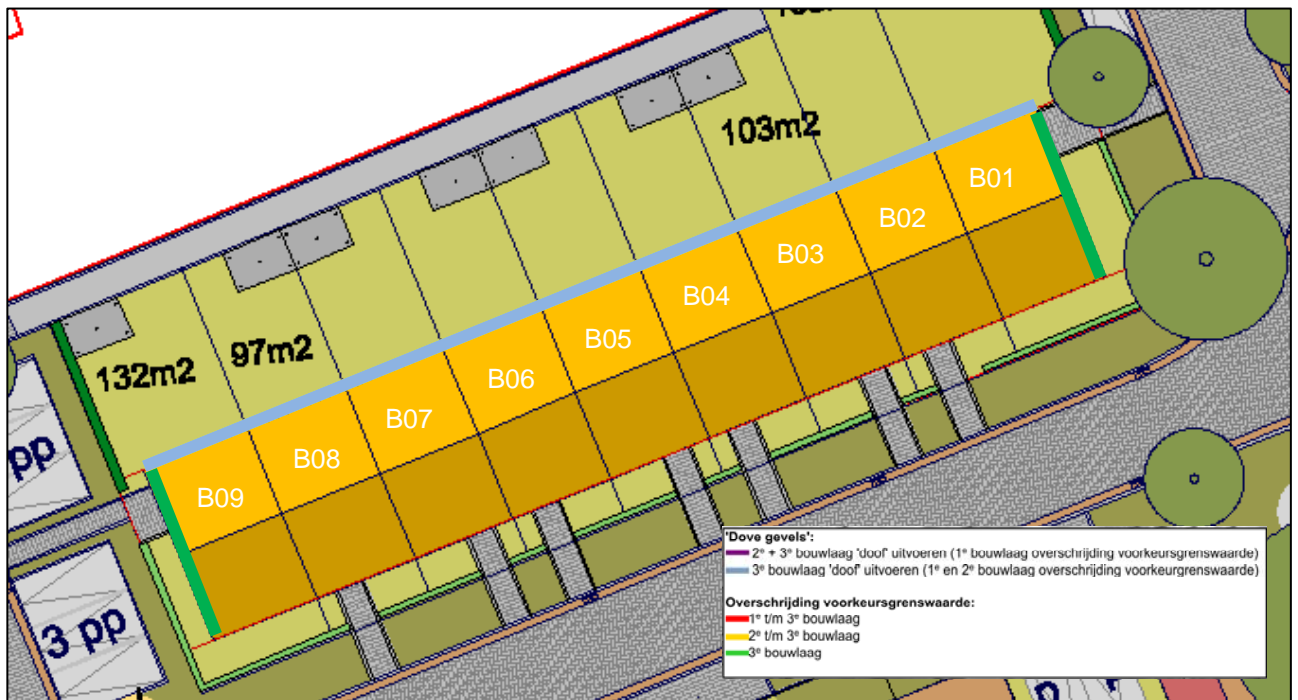 103m2
B01
B02
B03
B04
B05
B06
B07
B08
B09
97m2
132m2
pp
3 pp
'Dove gevels':
2e + 3e bouwlaag 'doof' uitvoeren (1e bouwlaag overschrijding voorkeursgrenswaarde)
3e bouwlaag 'doof' uitvoeren (1e en 2e bouwlaag overschrijding voorkeurgrenswaarde)
Overschrijding voorkeursgrenswaarde:
1e t/m 3e bouwlaag
2e t/m 3e bouwlaag
3e bouwlaag